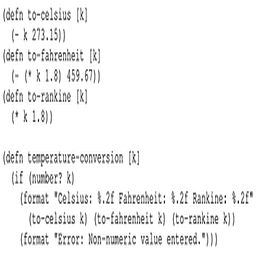 (defn to-celsius [k]
(- k 273.15))
(defn to-fahrenheit [k]
(- (* k 1.8) 459.67))
(defn to-rankine [k]
(* k 1.8))
(defn temperature-conversion [k]
(if (number? k)
(format "Celsius: %.2f Fahrenheit: %.2f Rankine: %.2f"
(to-celsius k) (to-fahrenheit k) (to-rankine k))
(format "Error: Non-numeric value entered.")))